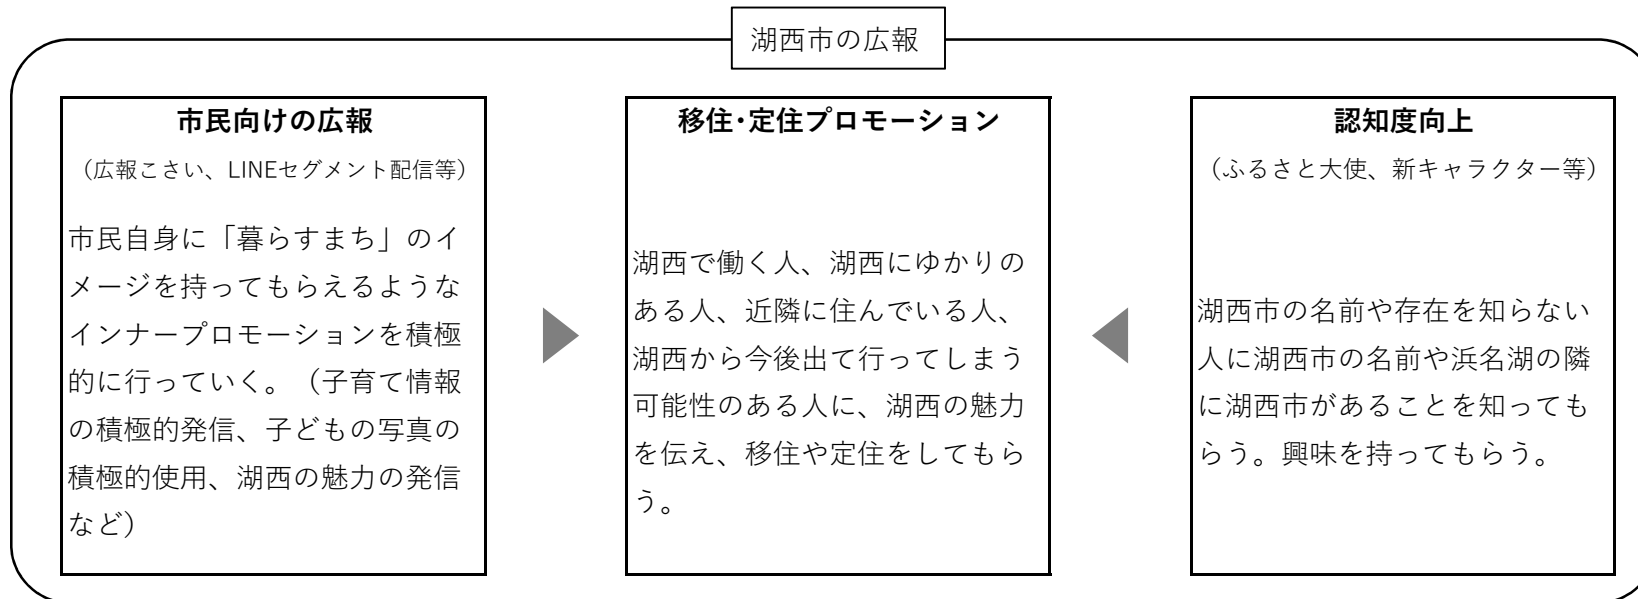 湖西市の広報
市民向けの広報
（広報こさい、LINEセグメント配信等）
市民自身に「暮らすまち」のイ
メージを持ってもらえるような
インナープロモーションを積極
的に行っていく。（子育て情報
の積極的発信、子どもの写真の
積極的使用、湖西の魅力の発信
など）
移住･定住プロモーション
湖西で働く人、湖西にゆかりの
ある人、近隣に住んでいる人、
湖西から今後出て行ってしまう
可能性のある人に、湖西の魅力
を伝え、移住や定住をしてもら
う。
認知度向上
（ふるさと大使、新キャラクター等）
湖西市の名前や存在を知らない
人に湖西市の名前や浜名湖の隣
に湖西市があることを知っても
らう。興味を持ってもらう。